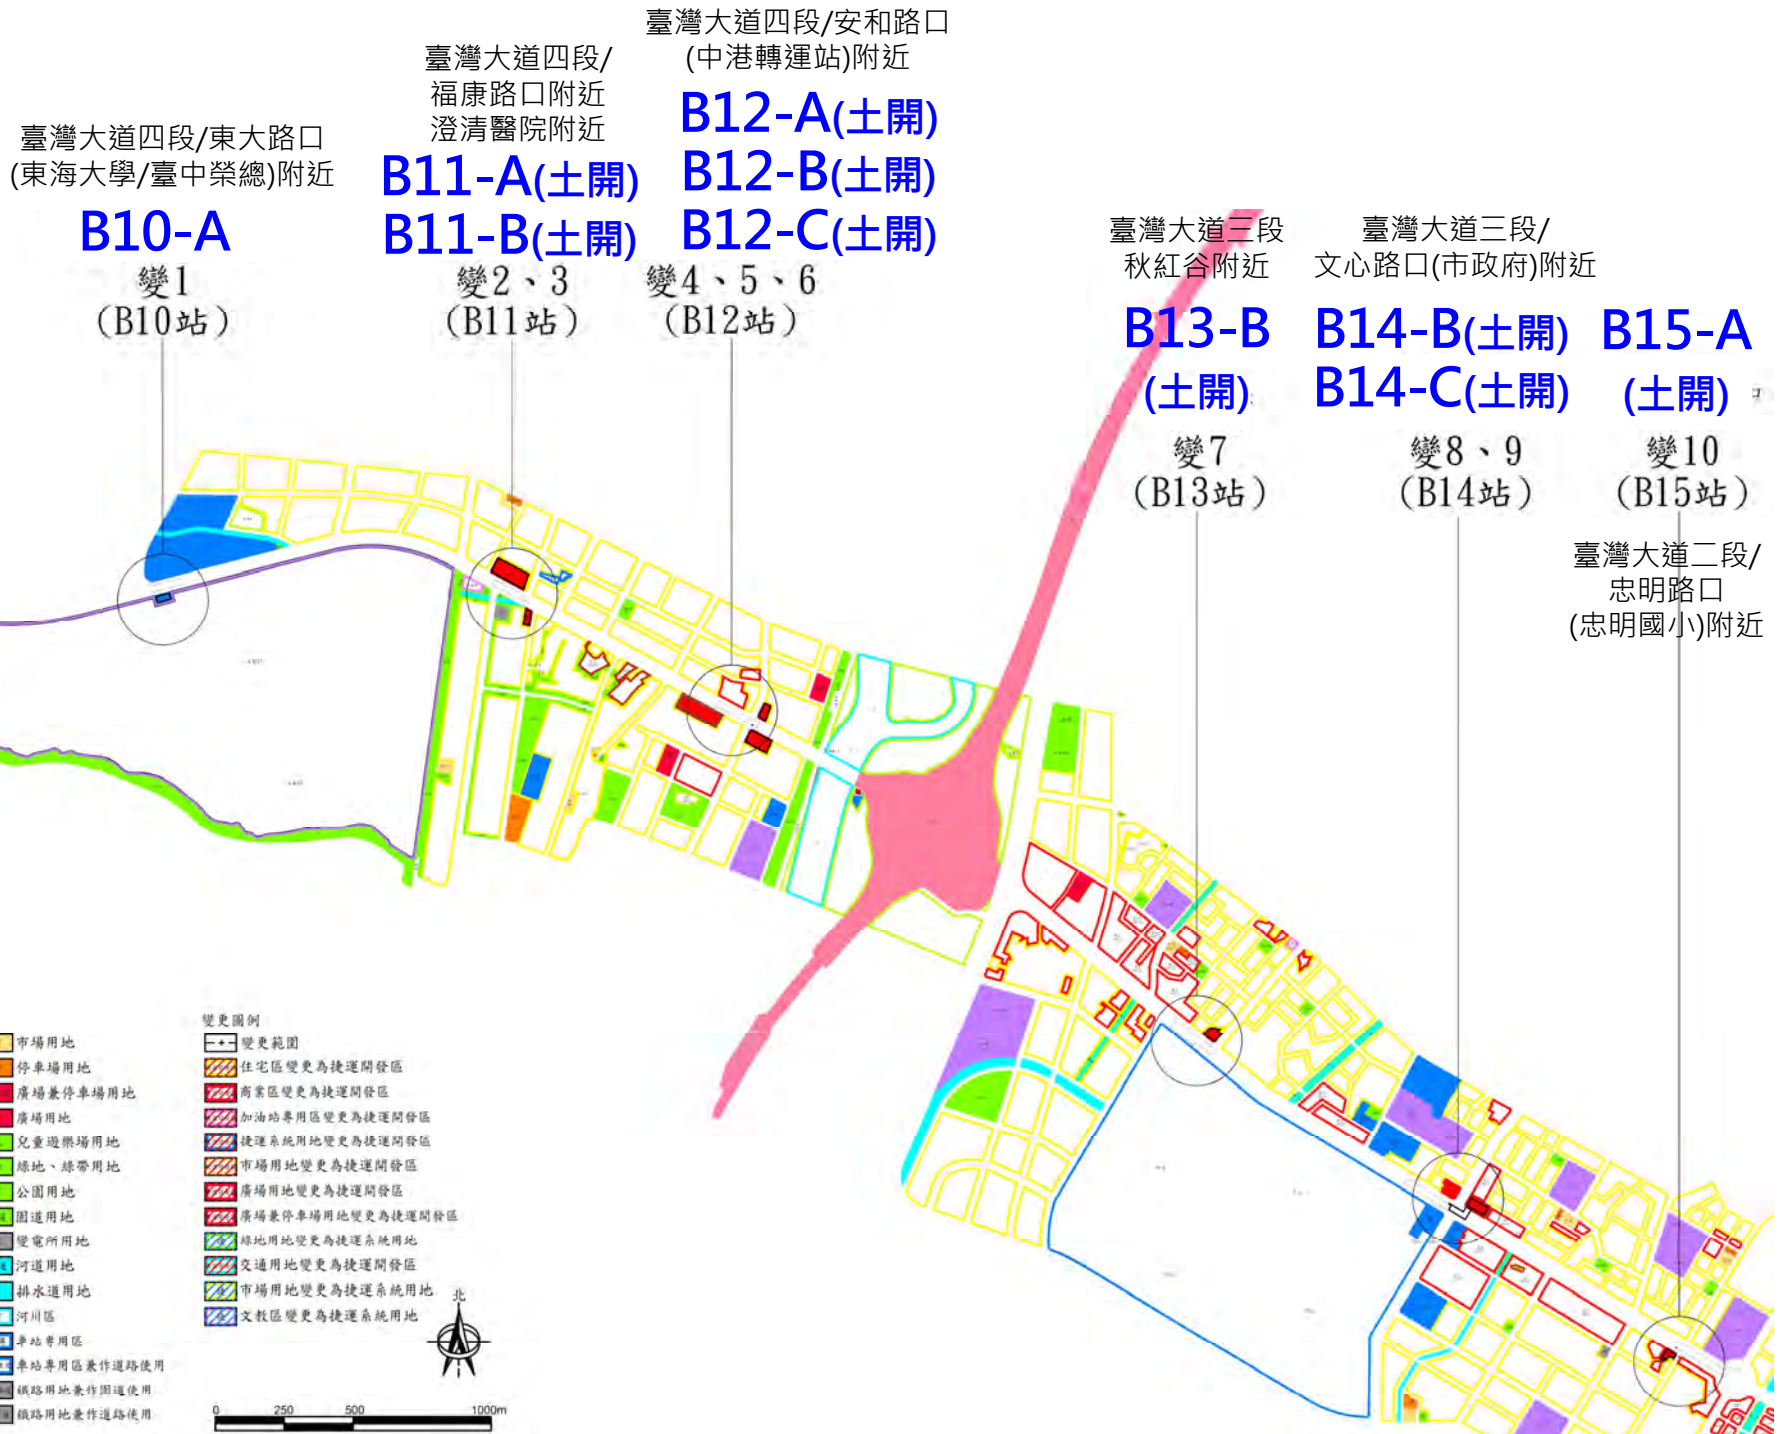 臺灣大道四段/東大路口
(東海大學/臺中榮總)附近
B10-A
變1
(B10站)
臺灣大道四段/
福康路口附近
澄清醫院附近
B11-A(土開)
B11-B(土開)
變2、3
(B11站)
臺灣大道四段/安和路口
(中港轉運站)附近
B12-A(土開)
B12-B(土開)
B12-C(土開)
變4、5、6
(B12站)
臺灣大道三段
秋紅谷附近
B13-B
(土開)
變7
(B13站)
臺灣大道三段/
文心路口(市政府)附近
B14-B(土開)
B14-C(土開)
變8、9
(B14站)
B15-A
(土開)
變10
(B15站)
臺灣大道二段/
忠明路口
(忠明國小)附近
市場用地
停車場用地
廣場兼停車場用地
廣場用地
兒童遊樂場用地
綠地、綠帶用地
公園用地
園道用地
變電所用地
河道用地
排水道用地
河川區
車站專用區
車站專用區兼作道路使用
鐵路用地兼作園道使用
鐵路用地兼作道路使用
變更圖例
變更範圍
住宅區變更為捷運開發區
商業區變更為捷運開發區
加油站專用區變更為捷運開發區
捷運系統用地變更為捷運開發區
市場用地變更為捷運開發區
廣場用地變更為捷運開發區
廣場兼停車場用地變更為捷運開發區
綠地用地變更為捷運系統用地
交通用地變更為捷運開發區
市場用地變更為捷運系統用地
文教區變更為捷運系統用地
北
0 250 500 1000m